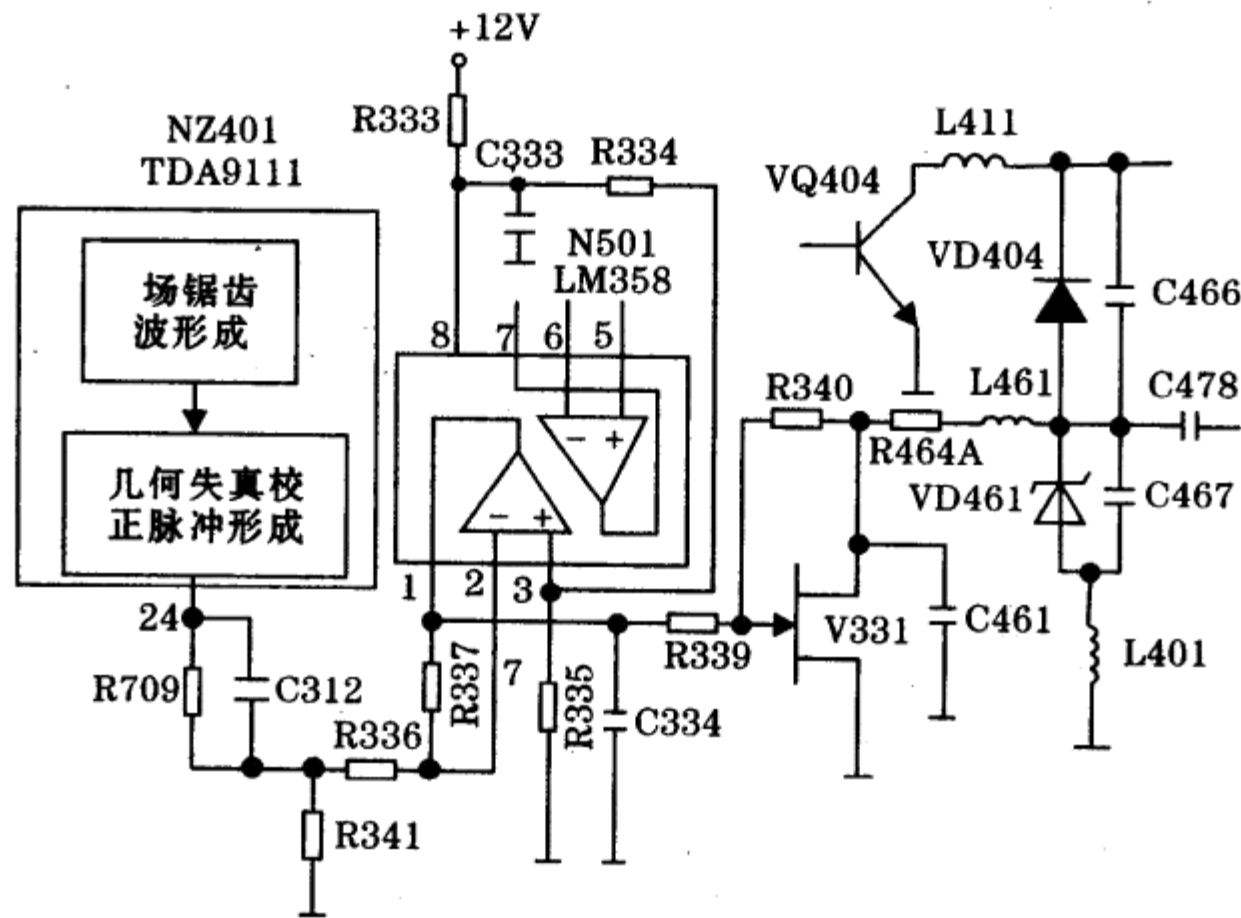 +12V
R333
NZ401
TDA9111
C333
R334
L411
VQ404
N501
LM358
VD404
C466
场锯齿
波形成
8
7
6
5
R340
L461
C478
R464A
VD461
C467
几何失真校
正脉冲形成
−
+
−
+
1
2
3
24
R339
V331
C461
L401
R709
C312
R337
7
R335
C334
R336
R341